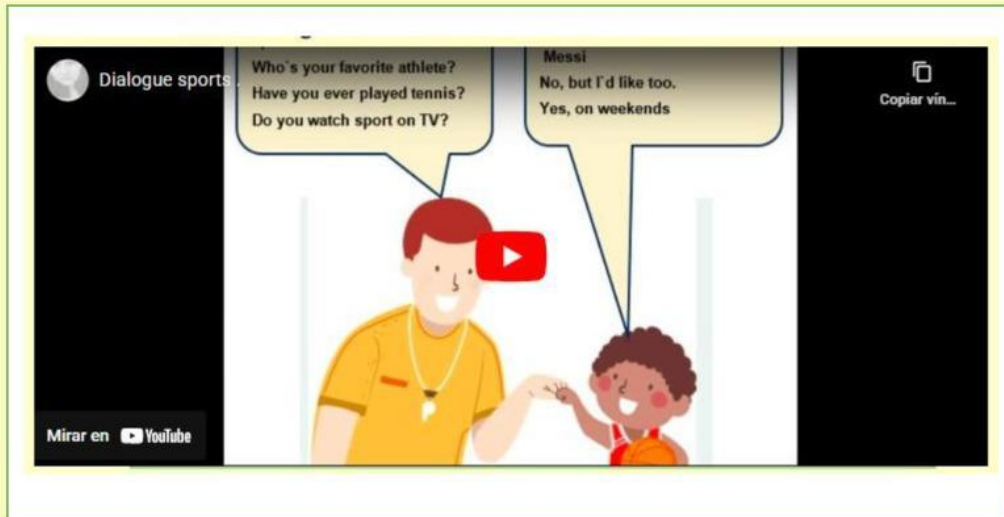 Dialogue sports.
Who`s your favorite athlete?
Have you ever played tennis?
Do you watch sport on TV?
Messi
No, but I`d like too.
Yes, on weekends
Copiar vín...
Mirar en YouTube